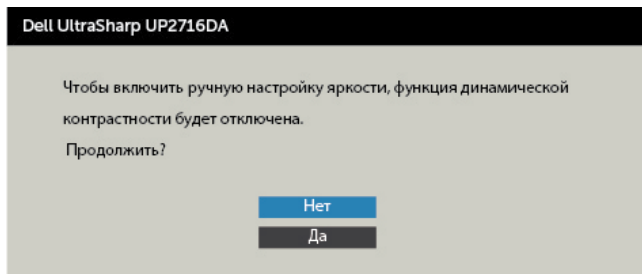 Dell UltraSharp UP2716DA
Чтобы включить ручную настройку яркости, функция динамической
контрастности будет отключена.
Продолжить?
Нет
Да